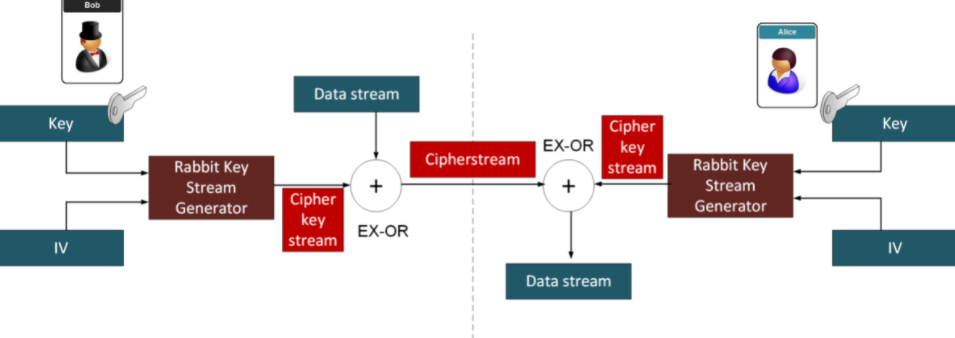 Bob
Alice
Key
Data stream
Rabbit Key
Stream
Generator
IV
Cipher
key
stream
+
EX-OR
Cipherstream
EX-OR
+
Data stream
Cipher
key
stream
Rabbit Key
Stream
Generator
Key
IV